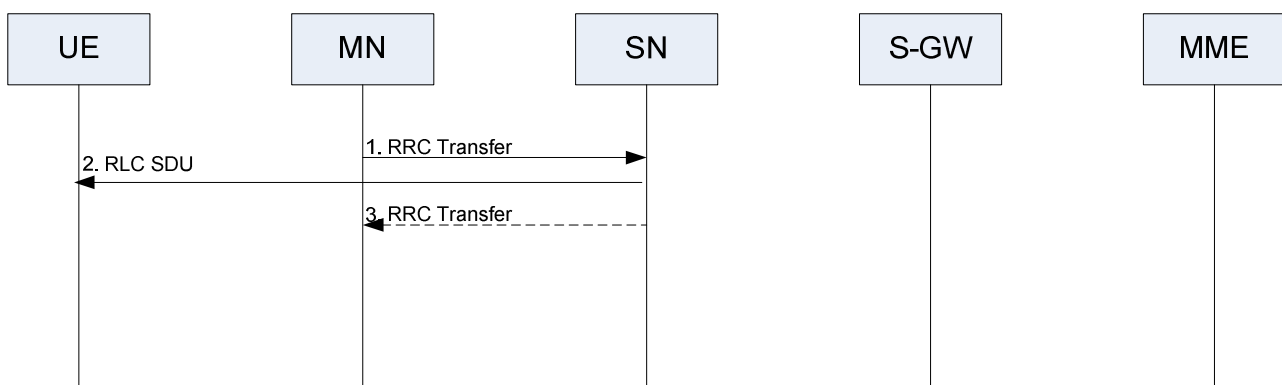 UE
MN
SN
S-GW
MME
1. RRC Transfer
2. RLC SDU
3. RRC Transfer